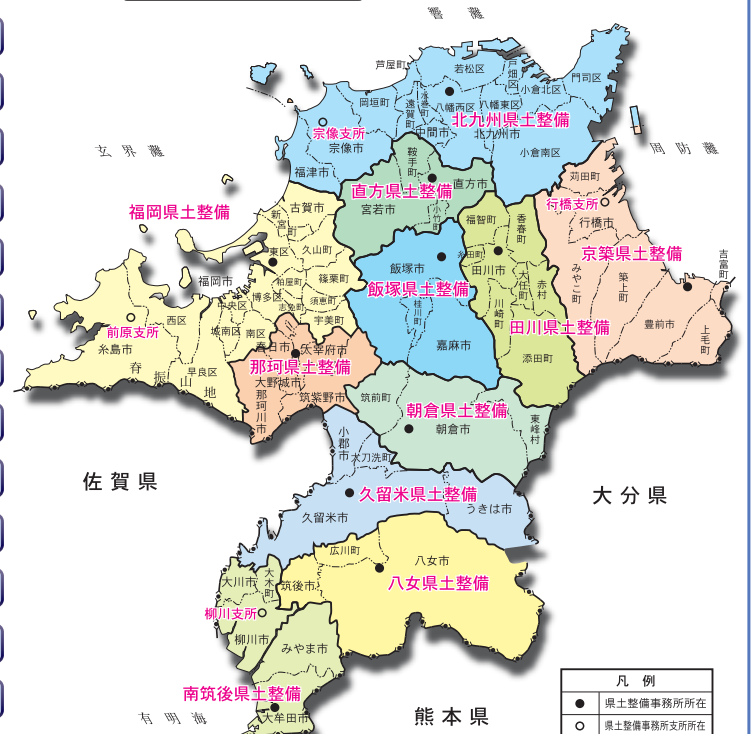 響灘
芦屋町
若松区
戸畑区
門司区
小倉北区
岡垣町
水巻町
遠賀町
八幡西区
八幡東区
北九州県土整備
北九州市
中間市
宗像支所
宗像市
小倉南区
福津市
玄界灘
周防灘
鞍手町
直方市
直方県土整備
宮若市
小竹町
苅田町
行橋支所
行橋市
福岡県土整備
古賀市
新宮町
福智町
香春町
京築県土整備
東区
久山町
糸田町
田川市
飯塚市
飯塚県土整備
福岡市
粕屋町
篠栗町
大任町
赤村
みやこ町
築上町
吉富町
博多区
志免町
須恵町
宇美町
中央区
桂川町
川崎町
田川県土整備
豊前市
上毛町
西区
前原支所
糸島市
城南区
南区
春日市
太宰府市
嘉麻市
添田町
早良区
脊振山地
那珂県土整備
大野城市
那珂川市
筑紫野市
筑前町
朝倉県土整備
朝倉市
東峰村
小郡市
大刀洗町
佐賀県
大分県
久留米県土整備
久留米市
うきは市
広川町
八女市
八女県土整備
筑後市
大川市
大木町
柳川支所
柳川市
みやま市
南筑後県土整備
大牟田市
有明海
熊本県
凡例
県土整備事務所所在
県土整備事務所支所所在